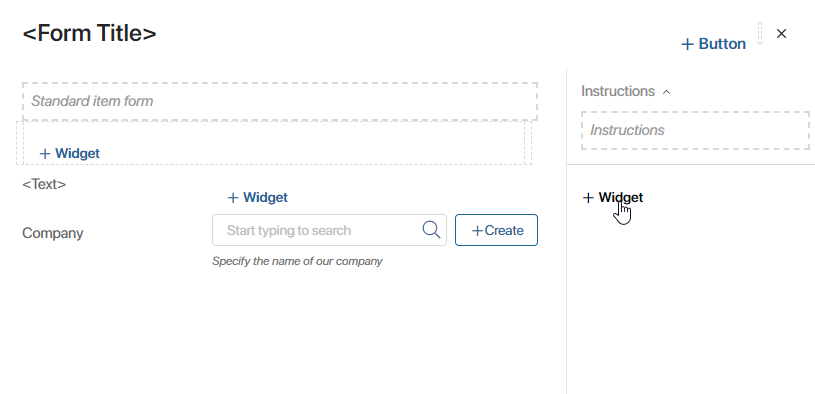 <Form Title>
+ Button
Standard item form
+ Widget
<Text>
+ Widget
Company
Start typing to search
+Create
Specify the name of our company
Instructions
Instructions
+ Widget